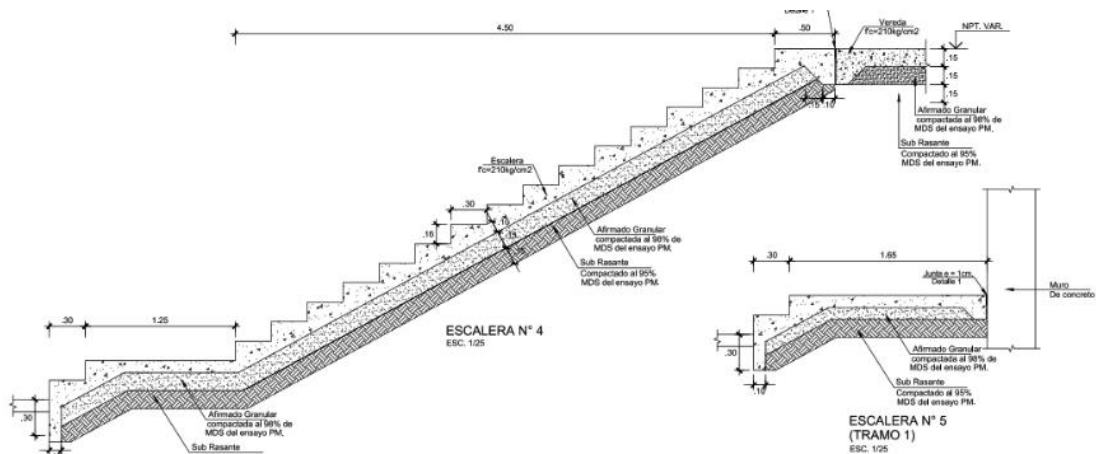 4.50
.50
Vereda
f'c=210kg/cm2
NPT. VAR.
.15
.15
.15
.15
.10
Afirmado Granular
compactada al 98% de
MDS del ensayo PM.
Sub Rasante
Compactado al 95%
MDS del ensayo PM.
Escalera
f'c=210kg/cm2
.30
.16
.10
.15
Afirmado Granular
compactada al 98% de
MDS del ensayo PM.
Sub Rasante
Compactado al 95%
MDS del ensayo PM.
.30
1.25
ESCALERA N° 4
ESC. 1/25
.30
Afirmado Granular
compactada al 98% de
MDS del ensayo PM.
Sub Rasante
.30
1.65
Junta e = 1cm.
Detalle 1
Muro
De concreto
.30
.10
Afirmado Granular
compactada al 98% de
MDS del ensayo PM.
Sub Rasante
Compactado al 95%
MDS del ensayo PM.
ESCALERA N° 5
(TRAMO 1)
ESC. 1/25